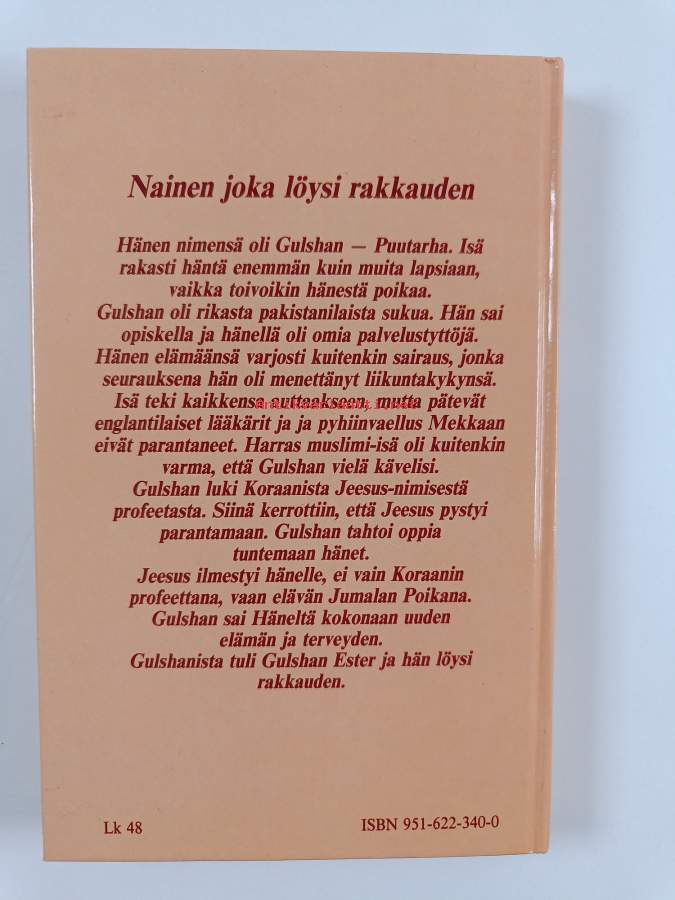 Nainen joka löysi rakkauden
Hänen nimensä oli Gulshan — Puutarha. Isä
rakasti häntä enemmän kuin muita lapsiaan,
vaikka toivoikin hänestä poikaa.
Gulshan oli rikasta pakistanilaista sukua. Hän sai
opiskella ja hänellä oli omia palvelustyttöjä.
Hänen elämäänsä varjosti kuitenkin sairaus, jonka
seurauksena hän oli menettänyt liikuntakykynsä.
Isä teki kaikkensa auttaakseen, mutta pätevät
englantilaiset lääkärit ja ja pyhiinvaellus Mekkaan
eivät parantaneet. Harras muslimi-isä oli kuitenkin
varma, että Gulshan vielä kävelisi.
Gulshan luki Koraanista Jeesus-nimisestä
profeetasta. Siinä kerrottiin, että Jeesus pystyi
parantamaan. Gulshan tahtoi oppia
tuntemaan hänet.
Jeesus ilmestyi hänelle, ei vain Koraanin
profeettana, vaan elävän Jumalan Poikana.
Gulshan sai Häneltä kokonaan uuden
elämän ja terveyden.
Gulshanista tuli Gulshan Ester ja hän löysi
rakkauden.
Lk 48
ISBN 951-622-340-0